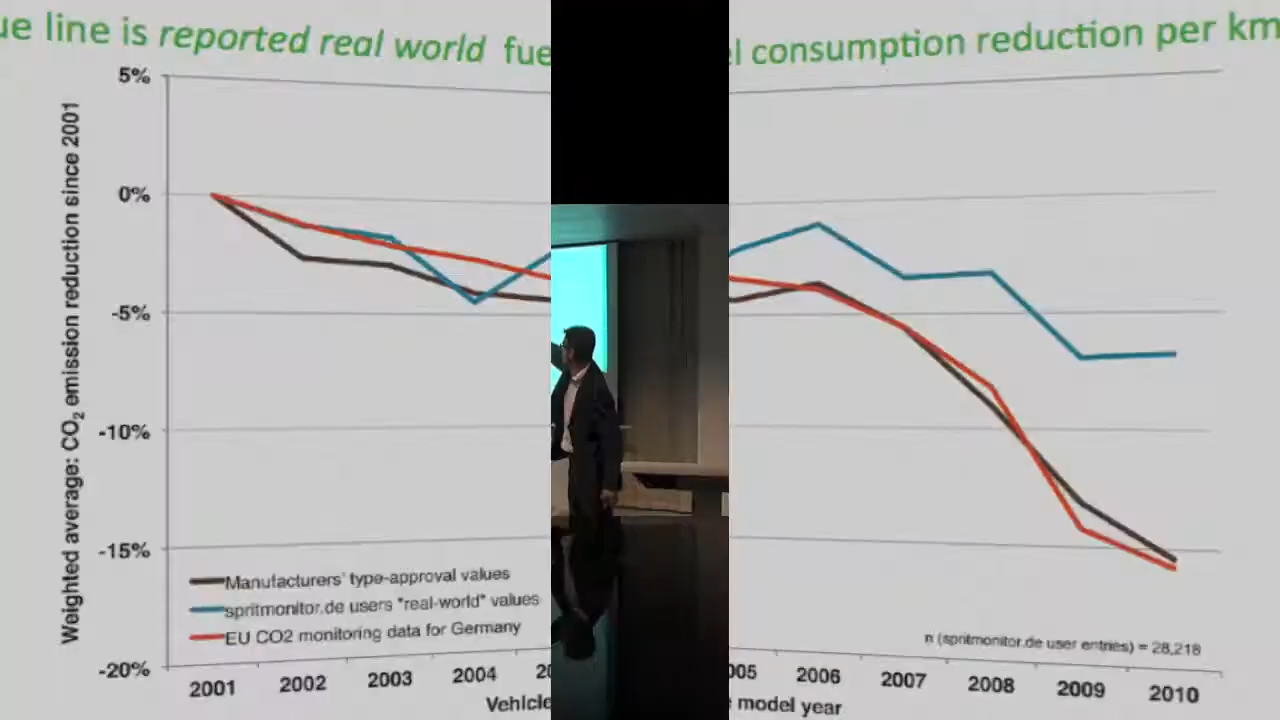 ue line is reported real world fue
l consumption reduction per km
Weighted average: CO2 emission reduction since 2001
5%
0%
-5%
-10%
-15%
-20%
Manufacturers' type-approval values
spritmonitor.de users "real-world" values
EU CO2 monitoring data for Germany
n (spritmonitor.de user entries) = 28,218
2001 2002 2003 2004 20
05 2006 2007 2008 2009 2010
Vehicle
model year